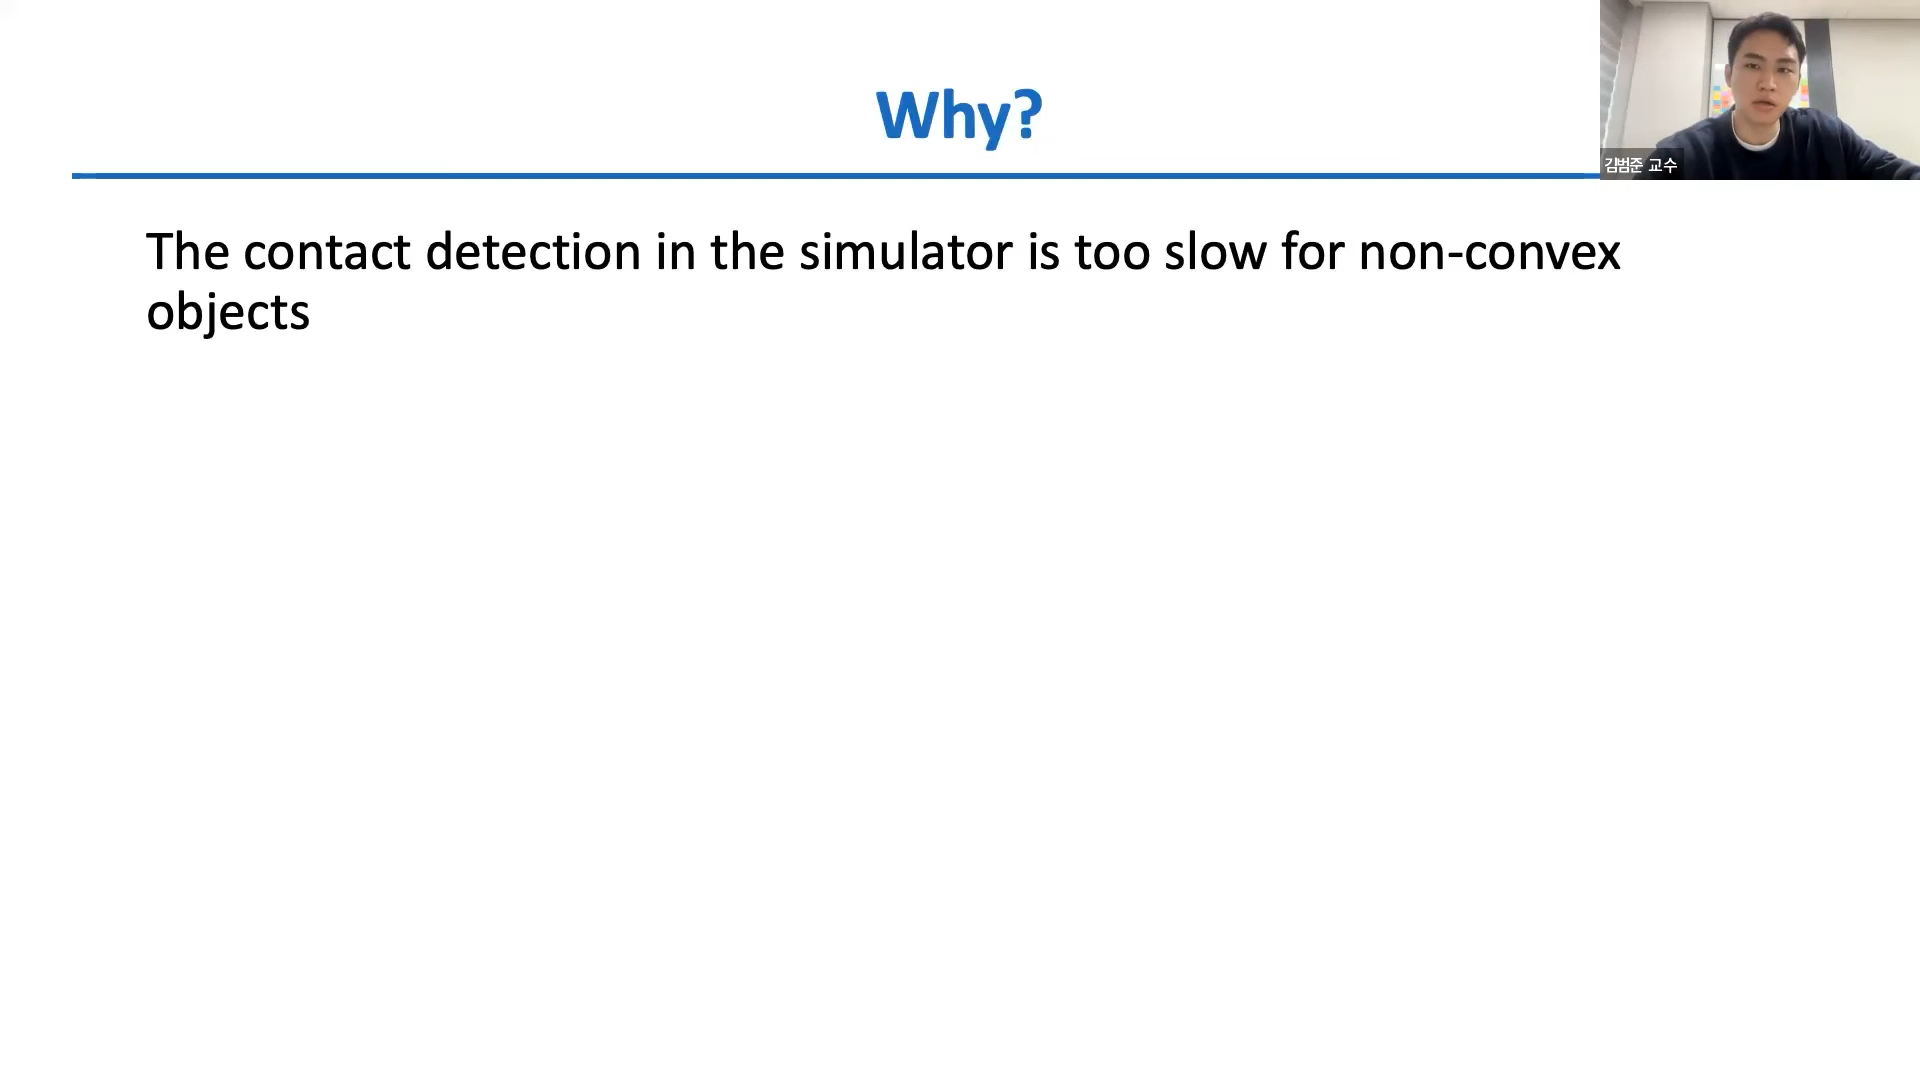 Why?
김범준 교수
The contact detection in the simulator is too slow for non-convex
objects